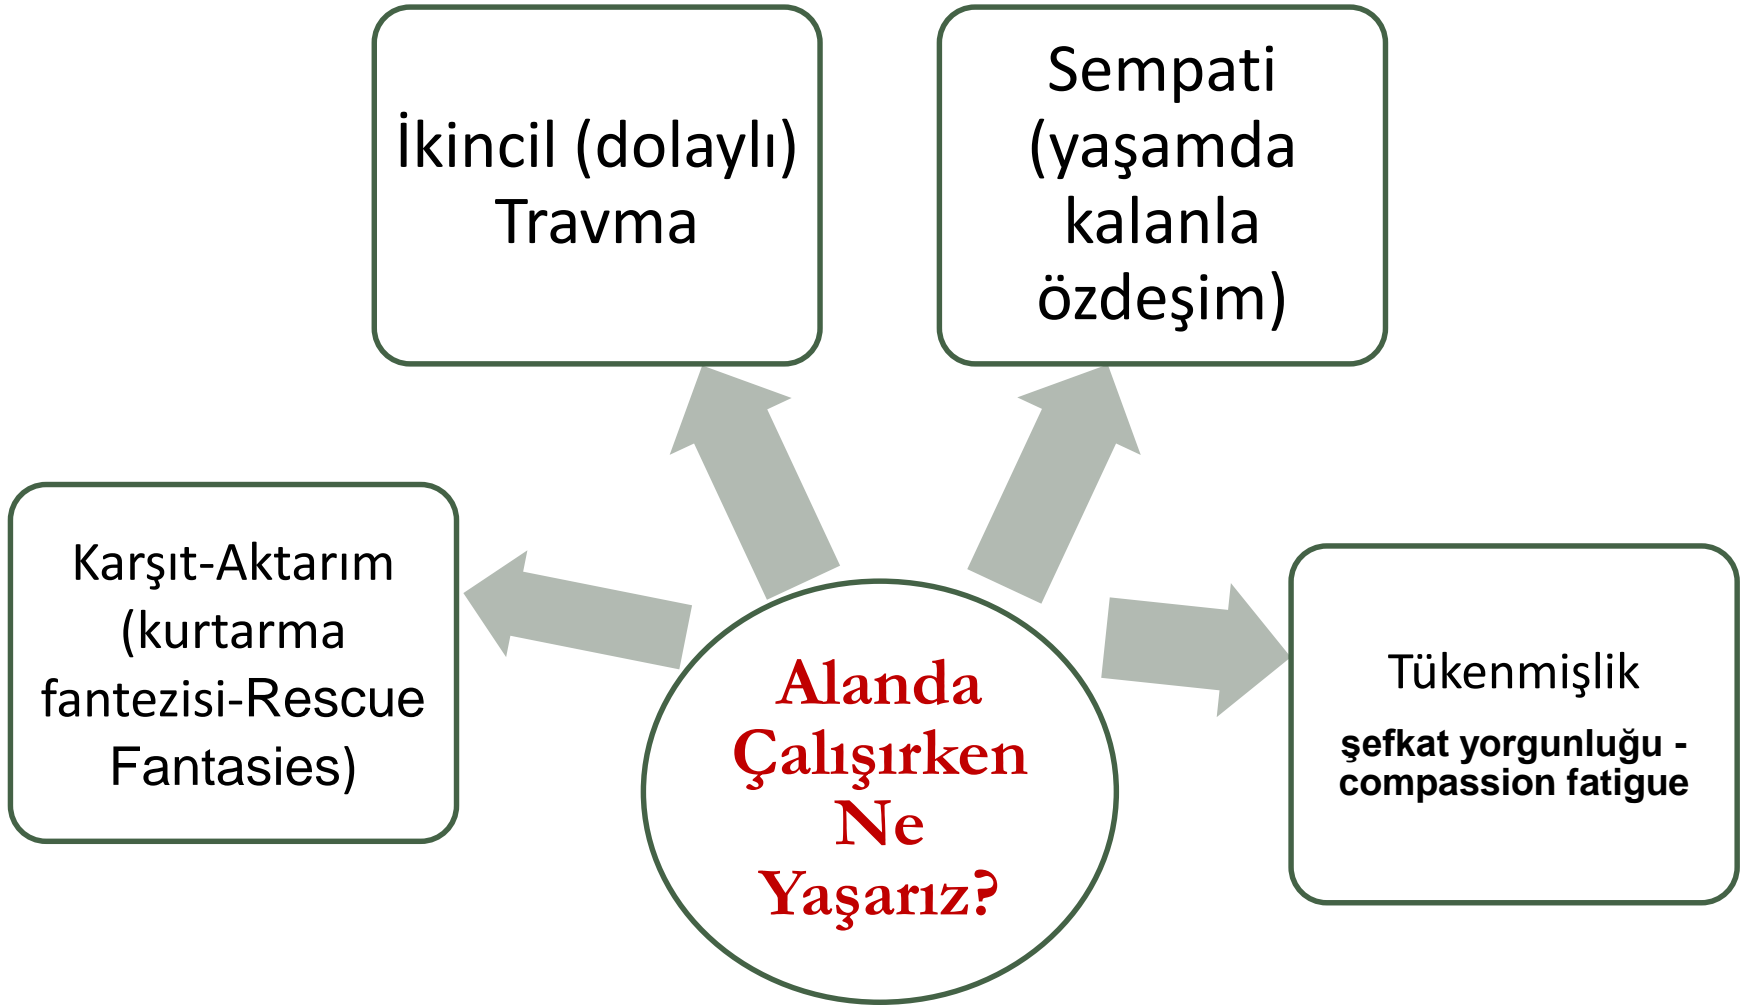 İkincil (dolaylı)
Travma
Sempati
(yaşamda
kalanla
özdeşim)
Karşıt-Aktarım
(kurtarma
fantezisi-Rescue
Fantasies)
Alanda
Çalışırken
Ne
Yaşarız?
Tükenmişlik
şefkat yorgunluğu -
compassion fatigue